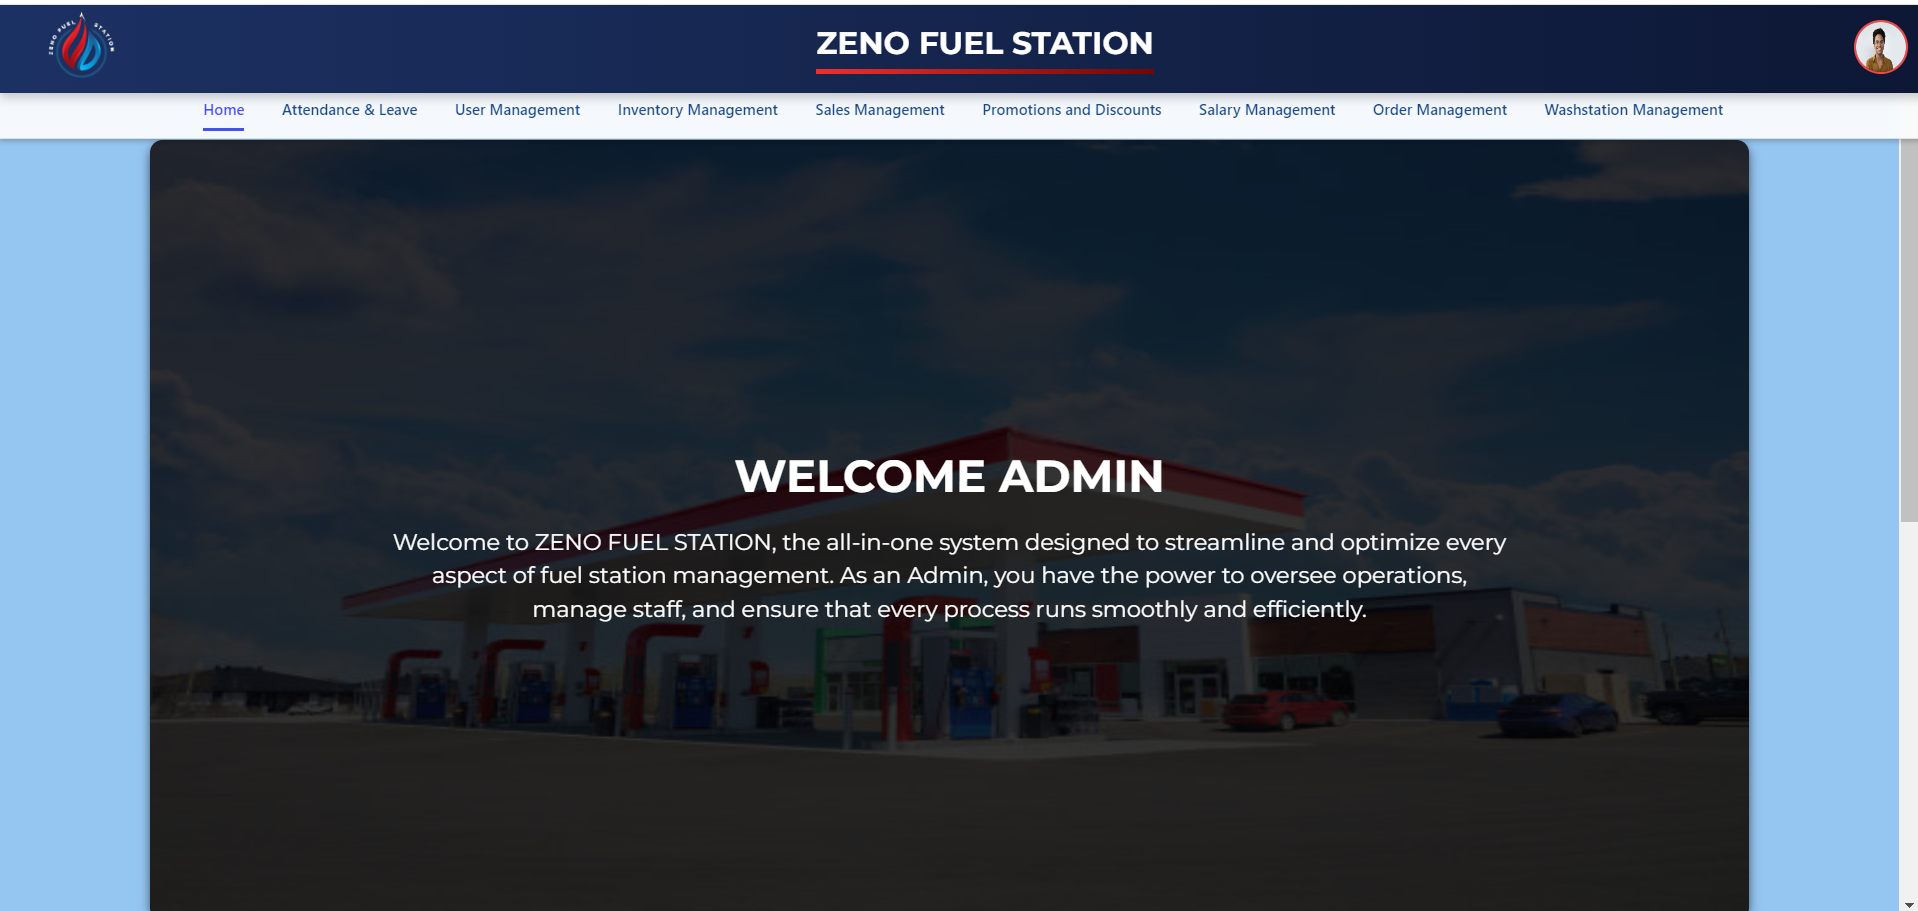 ZENO FUEL STATION
ZENO FUEL STATION
Home Attendance & Leave User Management Inventory Management Sales Management Promotions and Discounts Salary Management Order Management Washstation Management
WELCOME ADMIN
Welcome to ZENO FUEL STATION, the all-in-one system designed to streamline and optimize every
aspect of fuel station management. As an Admin, you have the power to oversee operations,
manage staff, and ensure that every process runs smoothly and efficiently.